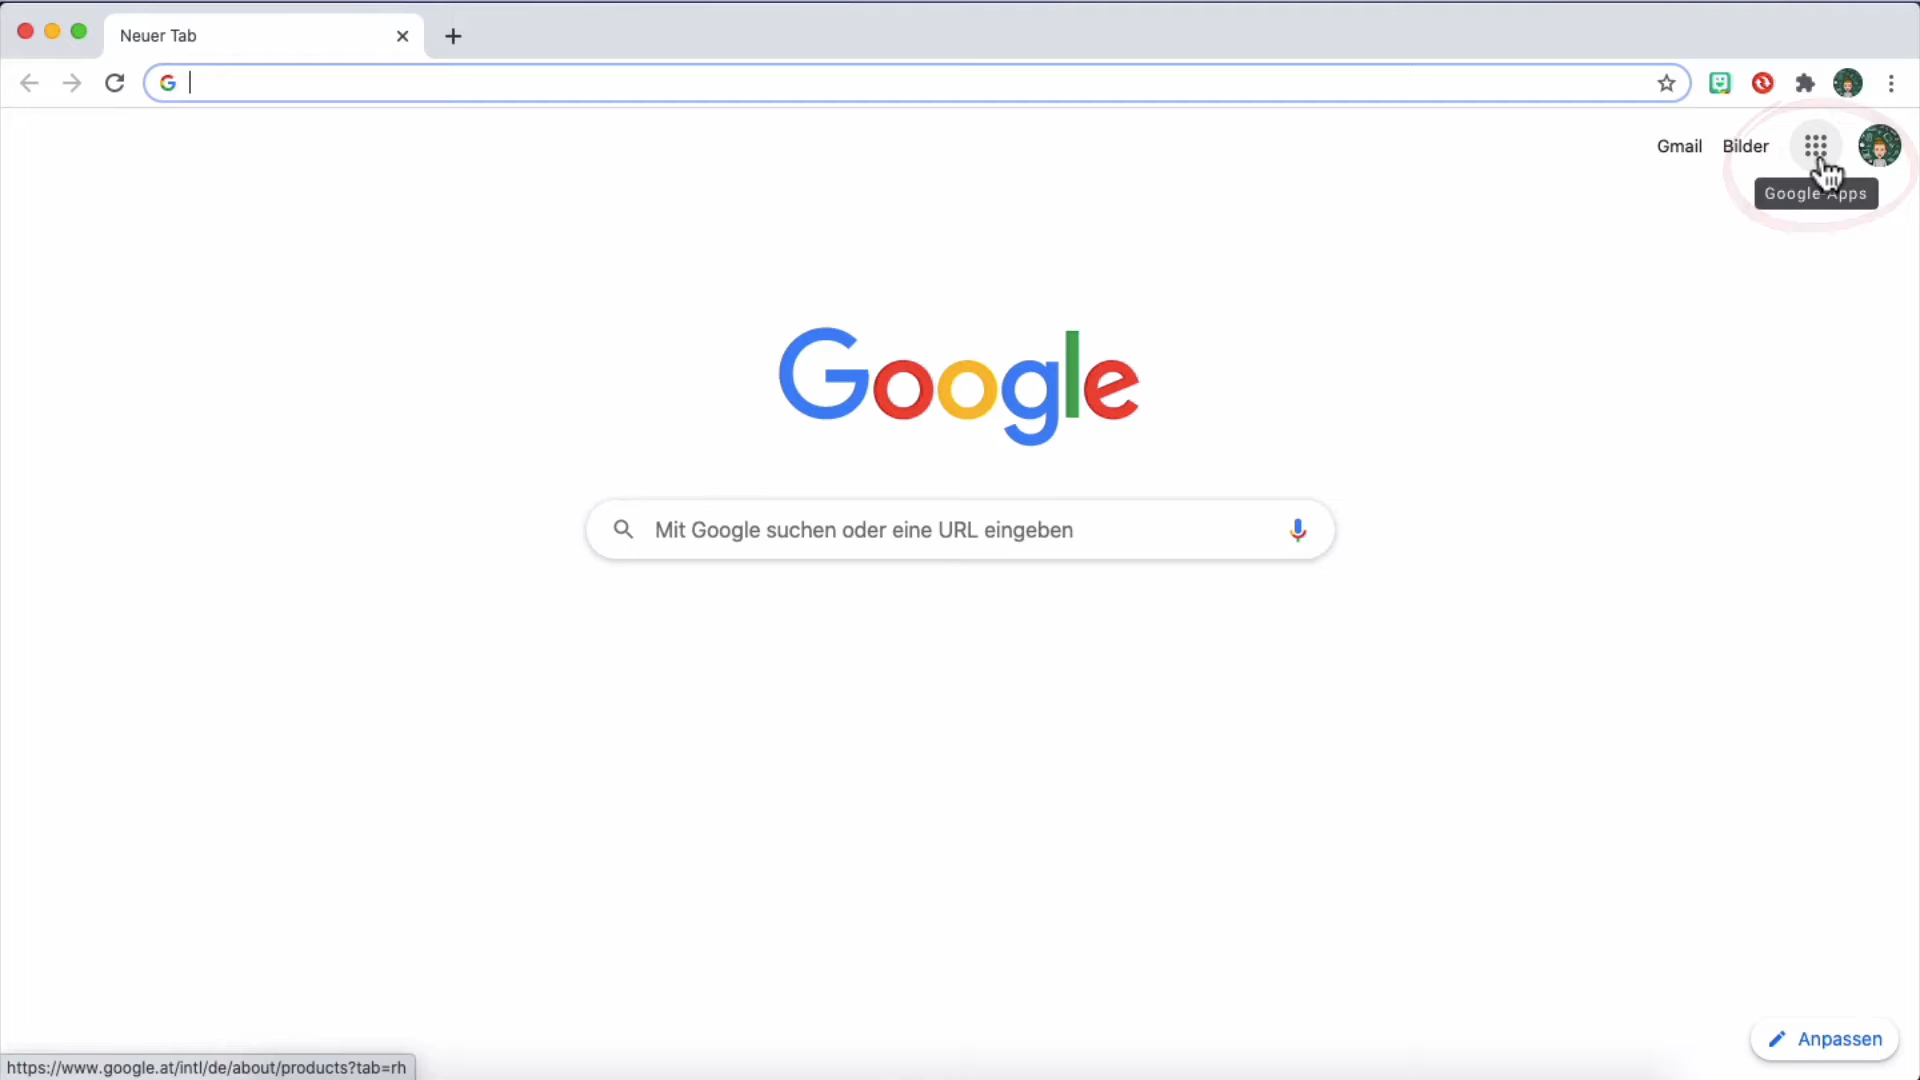 Neuer Tab
Gmail Bilder
Google Apps
Google
Mit Google suchen oder eine URL eingeben
Anpassen
https://www.google.at/intl/de/about/products?tab=rh